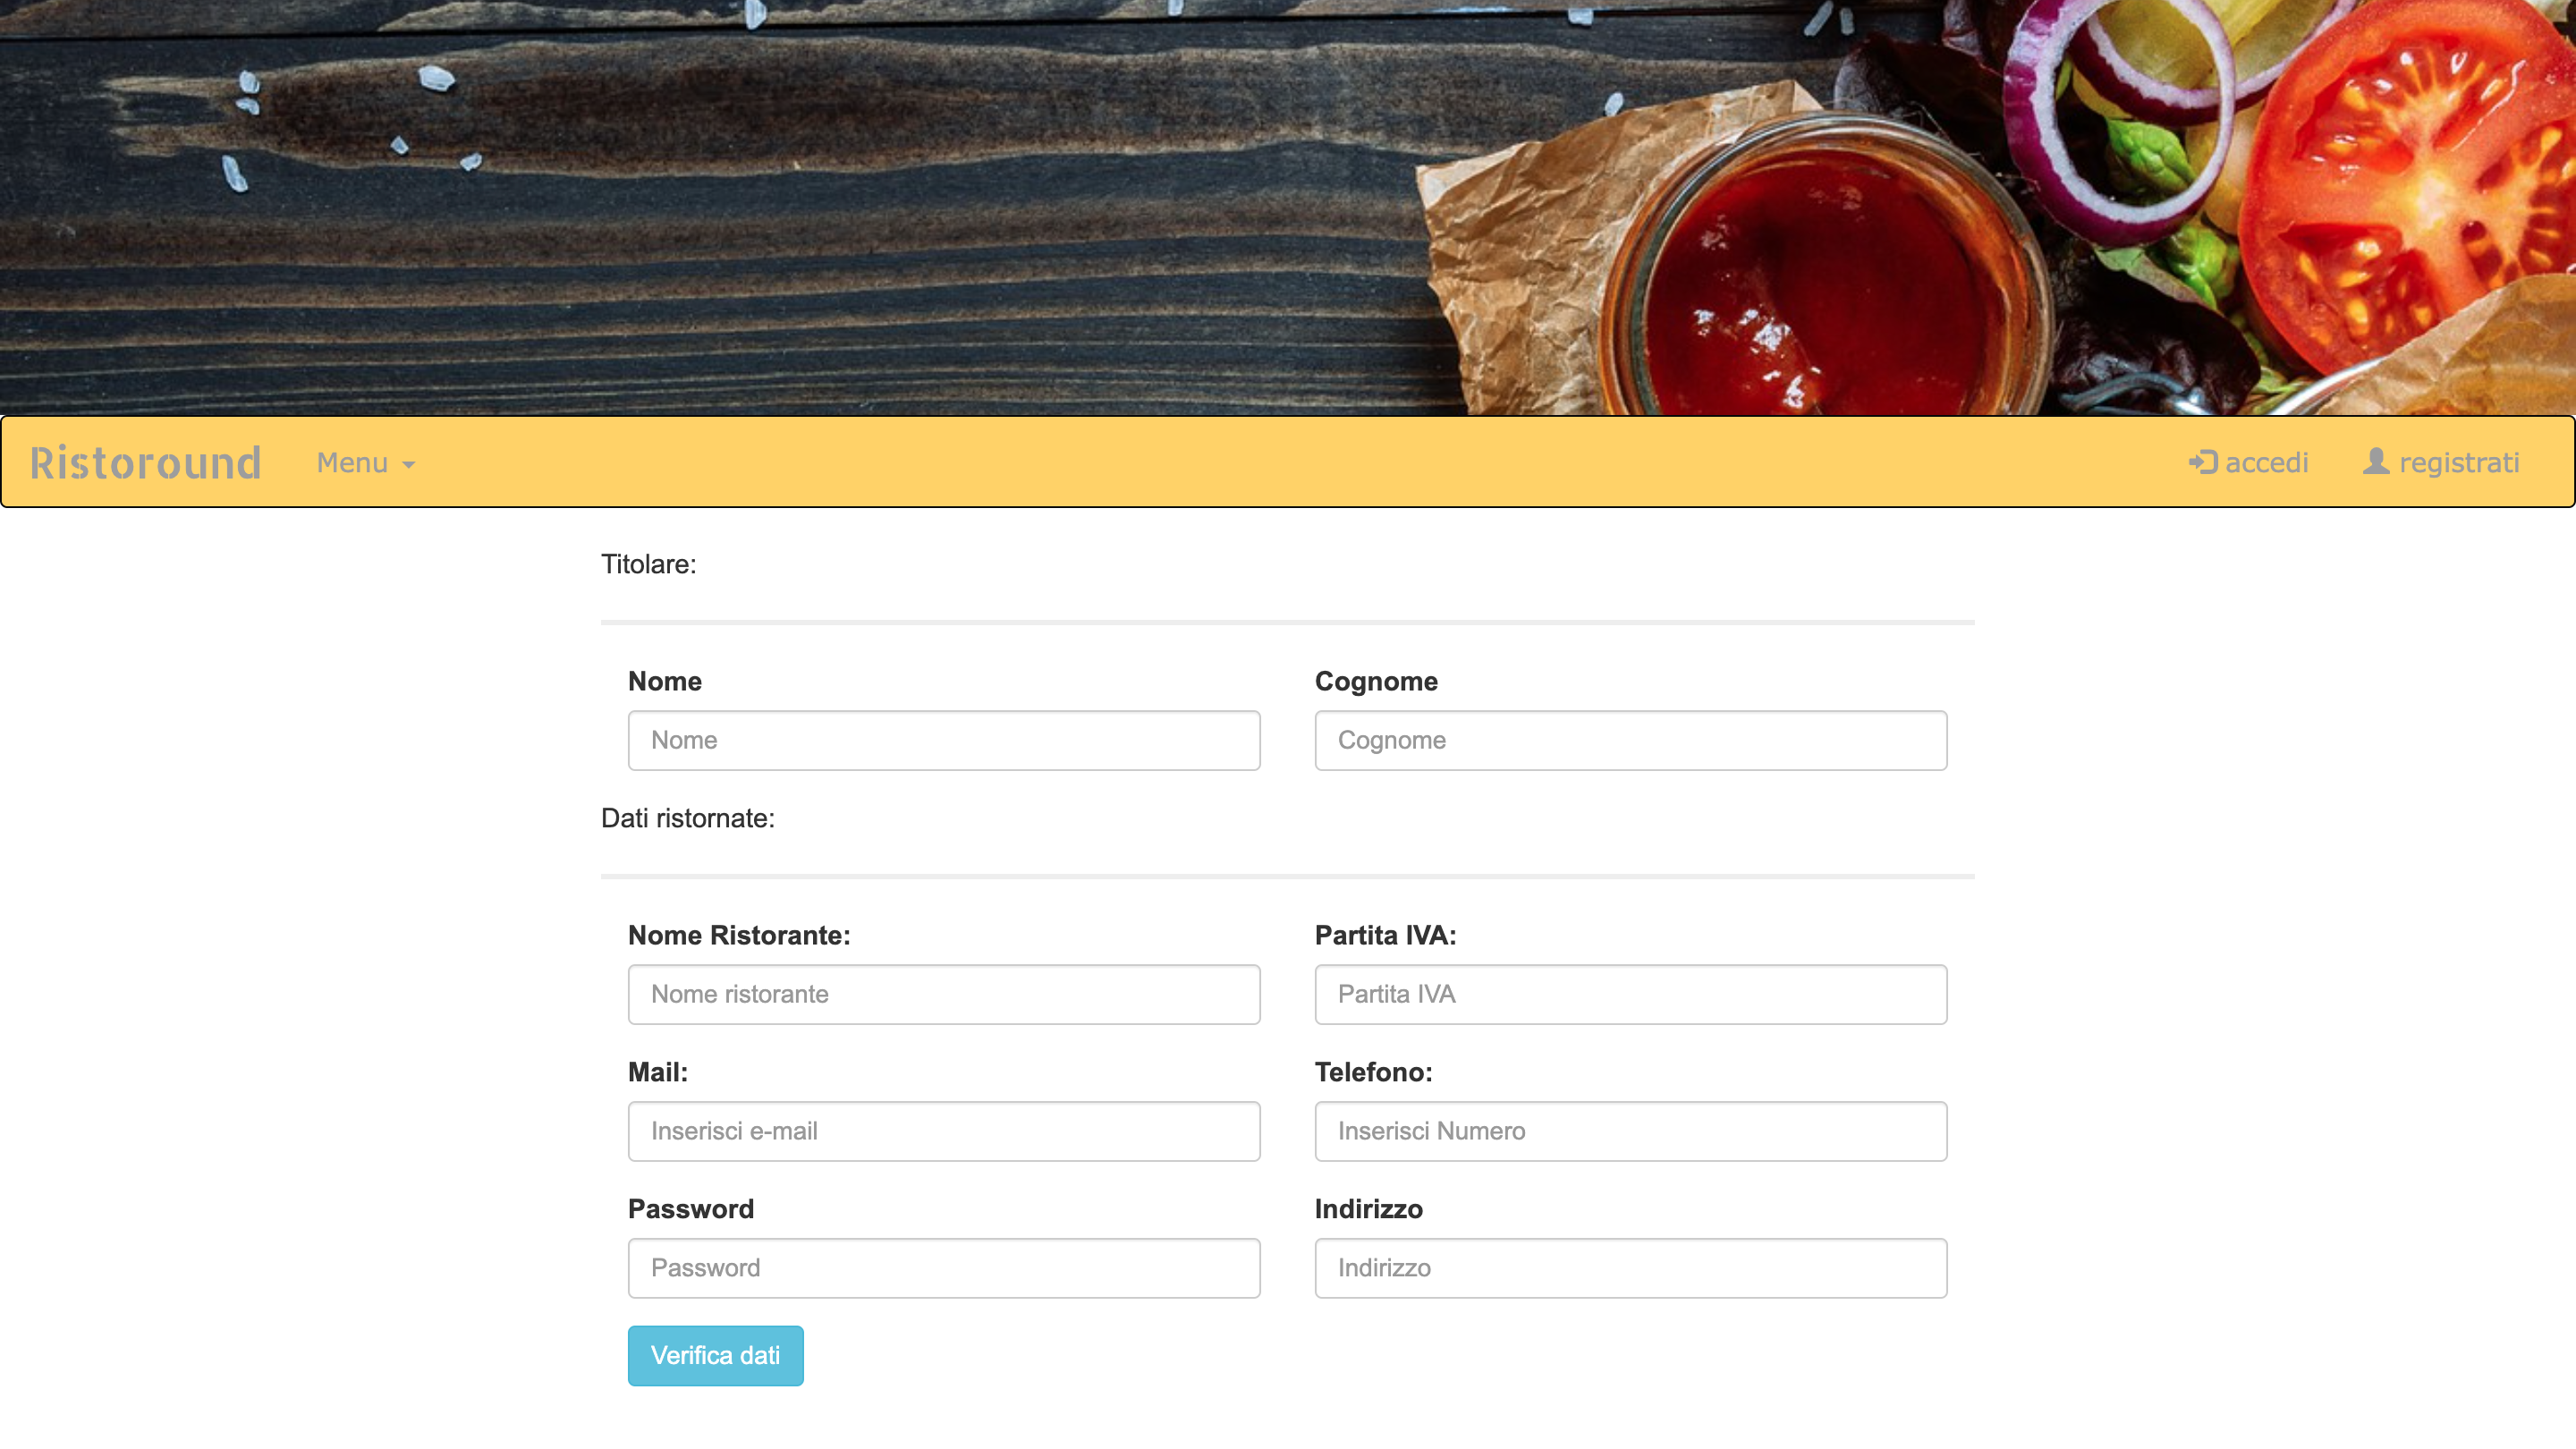 Ristoround Menu accedi registrati
Titolare:
Nome Cognome
Nome Cognome
Dati ristornate:
Nome Ristorante: Partita IVA:
Nome ristorante Partita IVA
Mail: Telefono:
Inserisci e-mail Inserisci Numero
Password Indirizzo
Password Indirizzo
Verifica dati